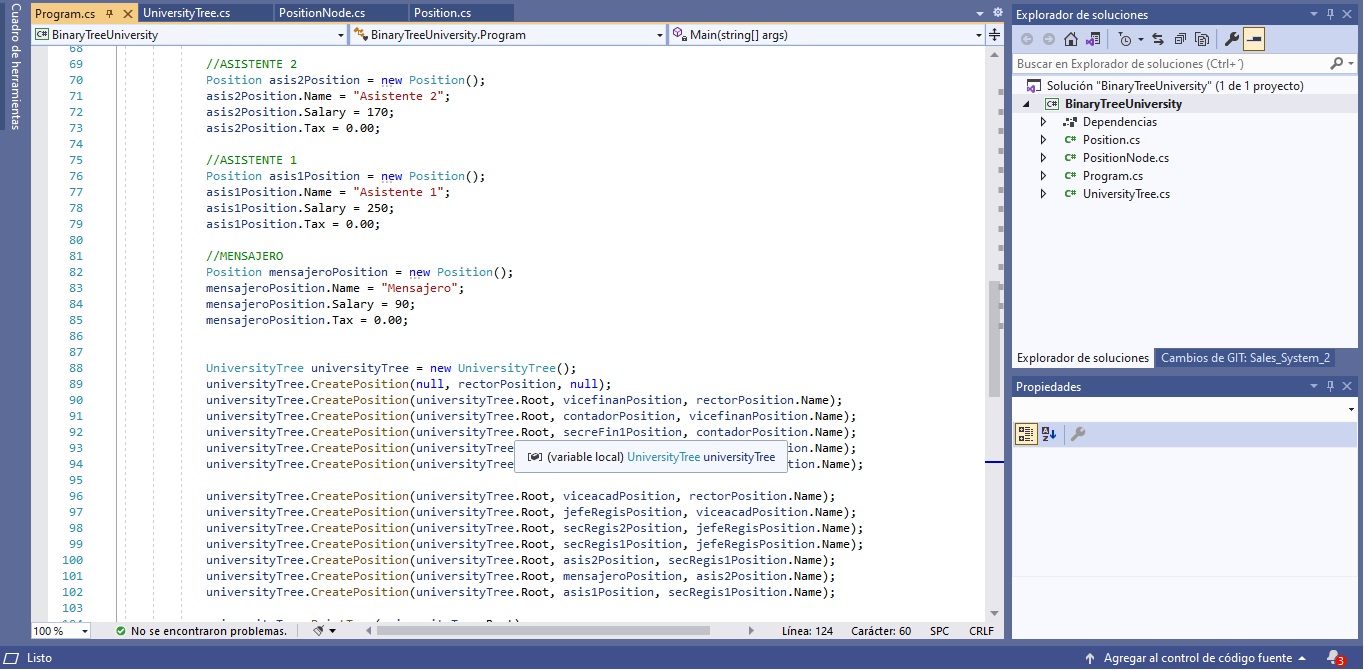 Cuadro de herramientas
Program.cs
UniversityTree.cs
PositionNode.cs
Position.cs
C# BinaryTreeUniversity
BinaryTreeUniversity.Program
Main(string[] args)
68
69 //ASISTENTE 2
70 Position asis2Position = new Position();
71 asis2Position.Name = "Asistente 2";
72 asis2Position.Salary = 170;
73 asis2Position.Tax = 0.00;
74
75 //ASISTENTE 1
76 Position asis1Position = new Position();
77 asis1Position.Name = "Asistente 1";
78 asis1Position.Salary = 250;
79 asis1Position.Tax = 0.00;
80
81 //MENSAJERO
82 Position mensajeroPosition = new Position();
83 mensajeroPosition.Name = "Mensajero";
84 mensajeroPosition.Salary = 90;
85 mensajeroPosition.Tax = 0.00;
86
87
88 UniversityTree universityTree = new UniversityTree();
89 universityTree.CreatePosition(null, rectorPosition, null);
90 universityTree.CreatePosition(universityTree.Root, vicefinanPosition, rectorPosition.Name);
91 universityTree.CreatePosition(universityTree.Root, contadorPosition, vicefinanPosition.Name);
92 universityTree.CreatePosition(universityTree.Root, secreFin1Position, contadorPosition.Name);
93 universityTree.CreatePosition(universityTree ion.Name);
(variable local) UniversityTree universityTree
94 universityTree.CreatePosition(universityTree tion.Name);
95
96 universityTree.CreatePosition(universityTree.Root, viceacadPosition, rectorPosition.Name);
97 universityTree.CreatePosition(universityTree.Root, jefeRegisPosition, viceacadPosition.Name);
98 universityTree.CreatePosition(universityTree.Root, secRegis2Position, jefeRegisPosition.Name);
99 universityTree.CreatePosition(universityTree.Root, secRegis1Position, jefeRegisPosition.Name);
100 universityTree.CreatePosition(universityTree.Root, asis2Position, secRegis1Position.Name);
101 universityTree.CreatePosition(universityTree.Root, mensajeroPosition, asis2Position.Name);
102 universityTree.CreatePosition(universityTree.Root, asis1Position, secRegis1Position.Name);
103
100 %
No se encontraron problemas.
Línea: 124
Carácter: 60
SPC
CRLF
Explorador de soluciones
Buscar en Explorador de soluciones (Ctrl+´)
Solución "BinaryTreeUniversity" (1 de 1 proyecto)
C# BinaryTreeUniversity
Dependencias
C# Position.cs
C# PositionNode.cs
C# Program.cs
C# UniversityTree.cs
Explorador de soluciones
Cambios de GIT: Sales_System_2
Propiedades
Listo
Agregar al control de código fuente
3